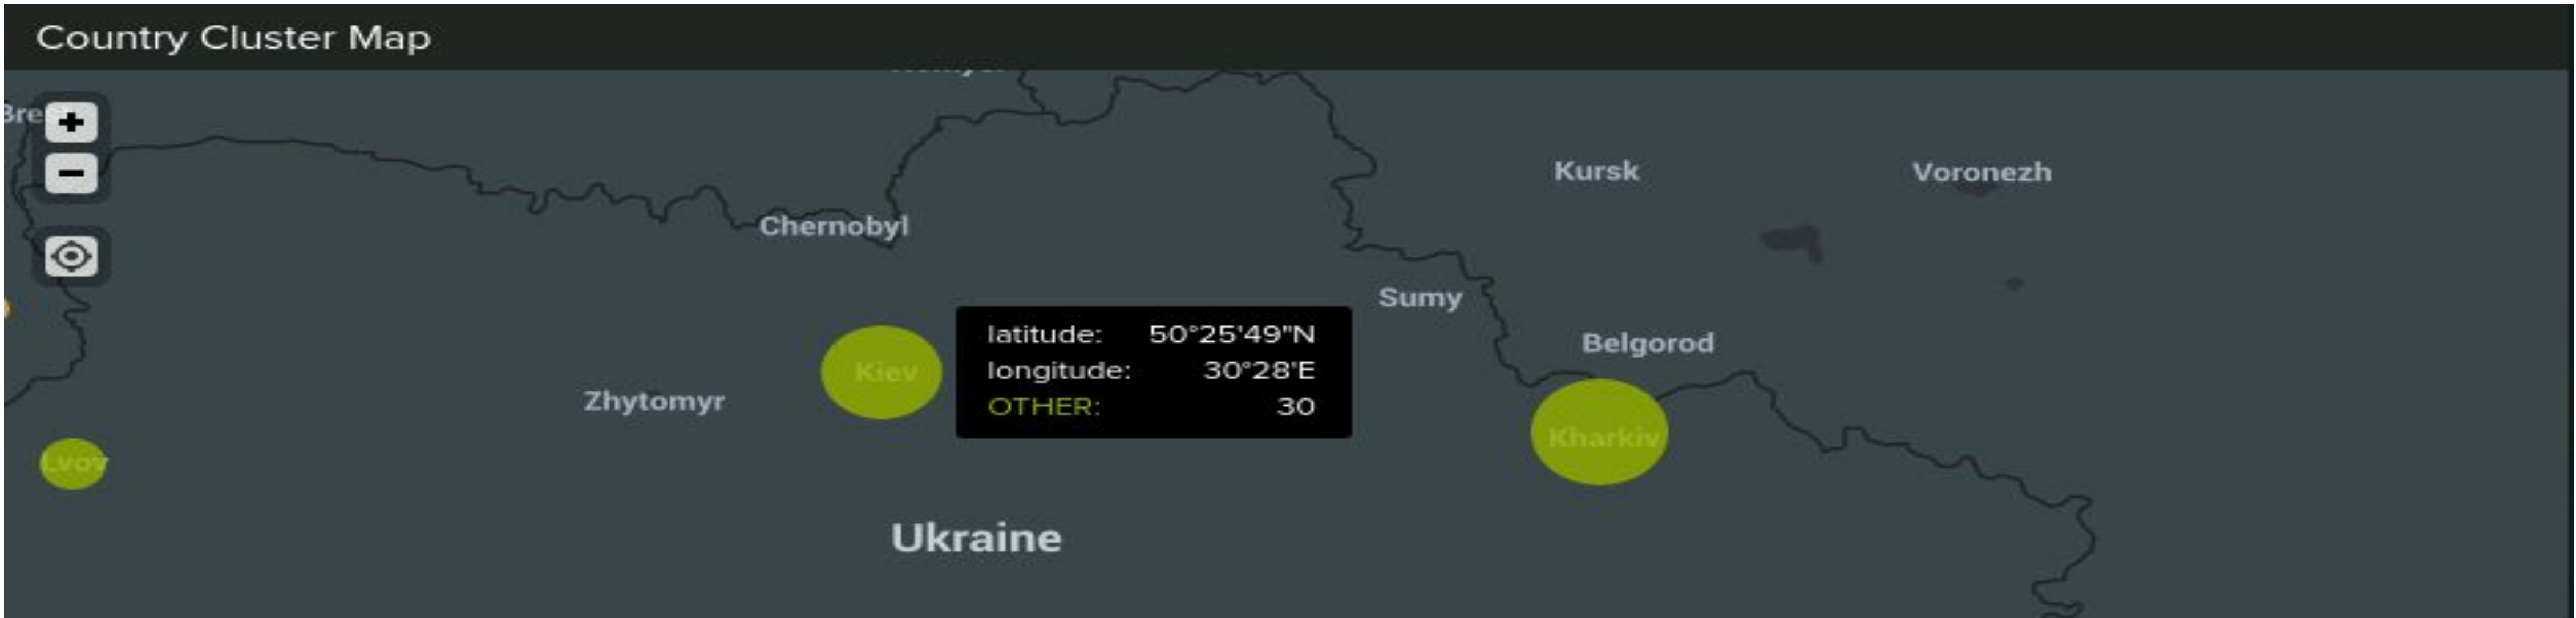 Country Cluster Map
+
−
Kursk
Voronezh
Chernobyl
Sumy
latitude: 50°25'49"N
longitude: 30°28'E
OTHER: 30
Belgorod
Kiev
Zhytomyr
Kharkiv
Lvov
Ukraine